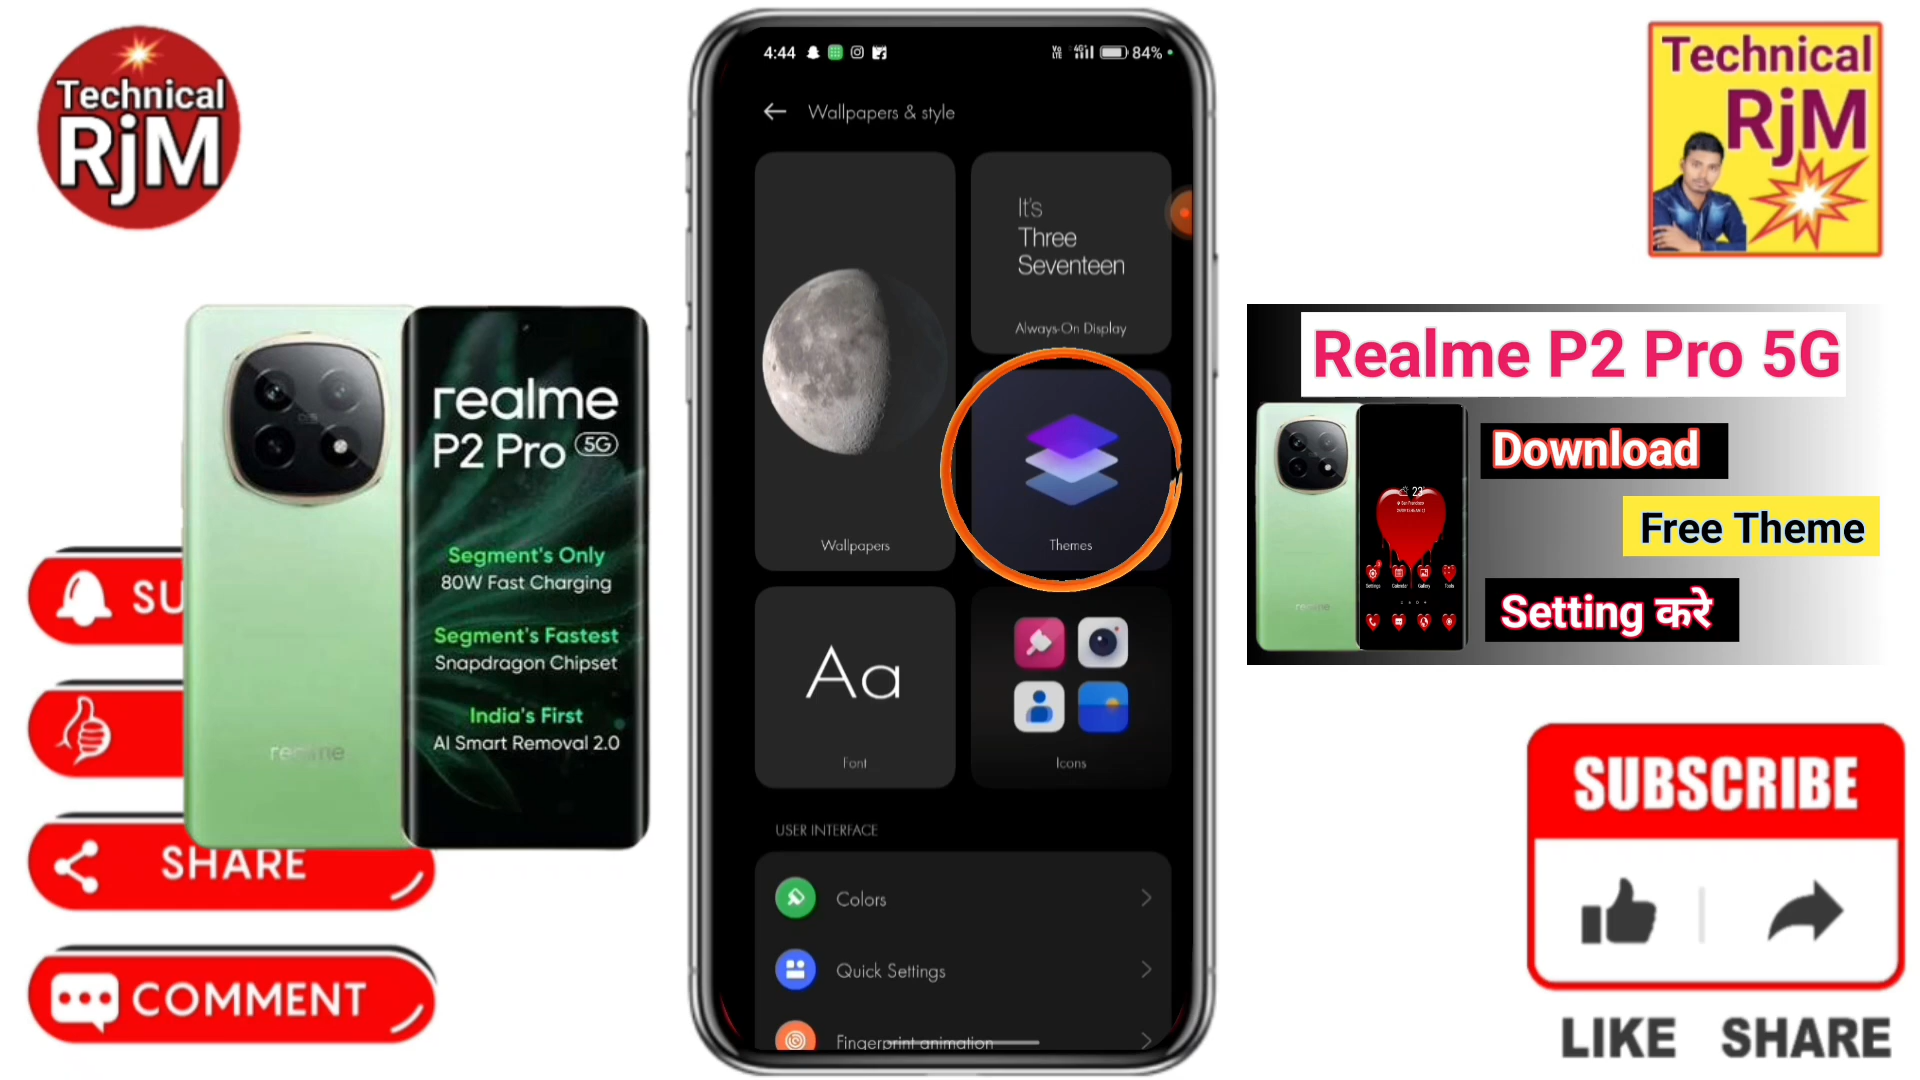 Technical
RjM
SU
SHARE
COMMENT
realme
P2 Pro 5G
Segment's Only
80W Fast Charging
Segment's Fastest
Snapdragon Chipset
India's First
AI Smart Removal 2.0
realme
4:44
84%
Wallpapers & style
It's
Three
Seventeen
Always-On Display
Wallpapers
Themes
Aa
Font
Icons
USER INTERFACE
Colors
Quick Settings
Fingerprint animation
Technical
RjM
Realme P2 Pro 5G
Download
Free Theme
Setting करे
SUBSCRIBE
LIKE SHARE